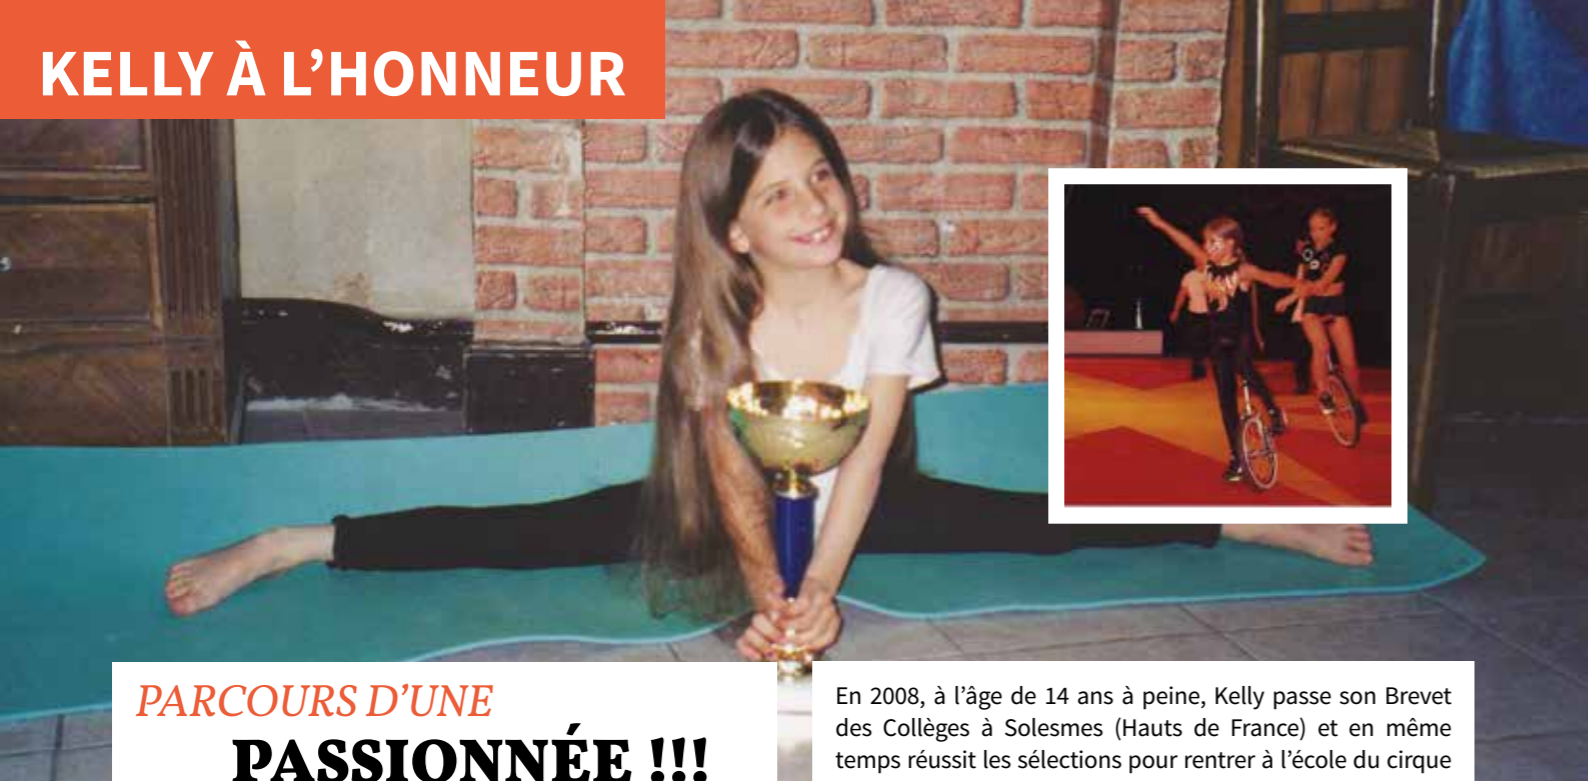 KELLY À L’HONNEUR
PARCOURS D’UNE
PASSIONNÉE !!!
En 2008, à l’âge de 14 ans à peine, Kelly passe son Brevet
des Collèges à Solesmes (Hauts de France) et en même
temps réussit les sélections pour rentrer à l’école du cirque